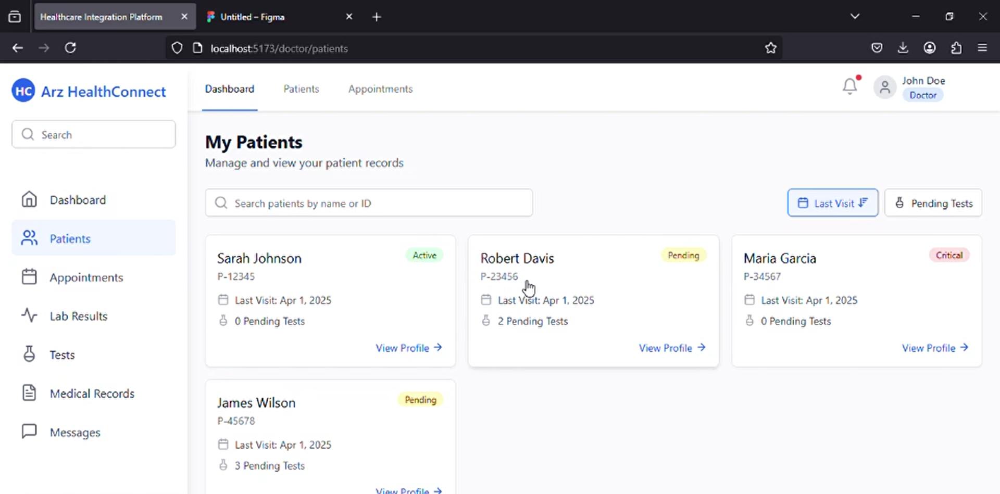 Healthcare Integration Platform
Untitled – Figma
localhost:5173/doctor/patients
HC Arz HealthConnect
Search
Dashboard
Patients
Appointments
Lab Results
Tests
Medical Records
Messages
Dashboard Patients Appointments
John Doe
Doctor
My Patients
Manage and view your patient records
Search patients by name or ID
Last Visit
Pending Tests
Sarah Johnson
Active
P-12345
Last Visit: Apr 1, 2025
0 Pending Tests
View Profile →
Robert Davis
Pending
P-23456
Last Visit: Apr 1, 2025
2 Pending Tests
View Profile →
Maria Garcia
Critical
P-34567
Last Visit: Apr 1, 2025
0 Pending Tests
View Profile →
James Wilson
Pending
P-45678
Last Visit: Apr 1, 2025
3 Pending Tests
View Profile →